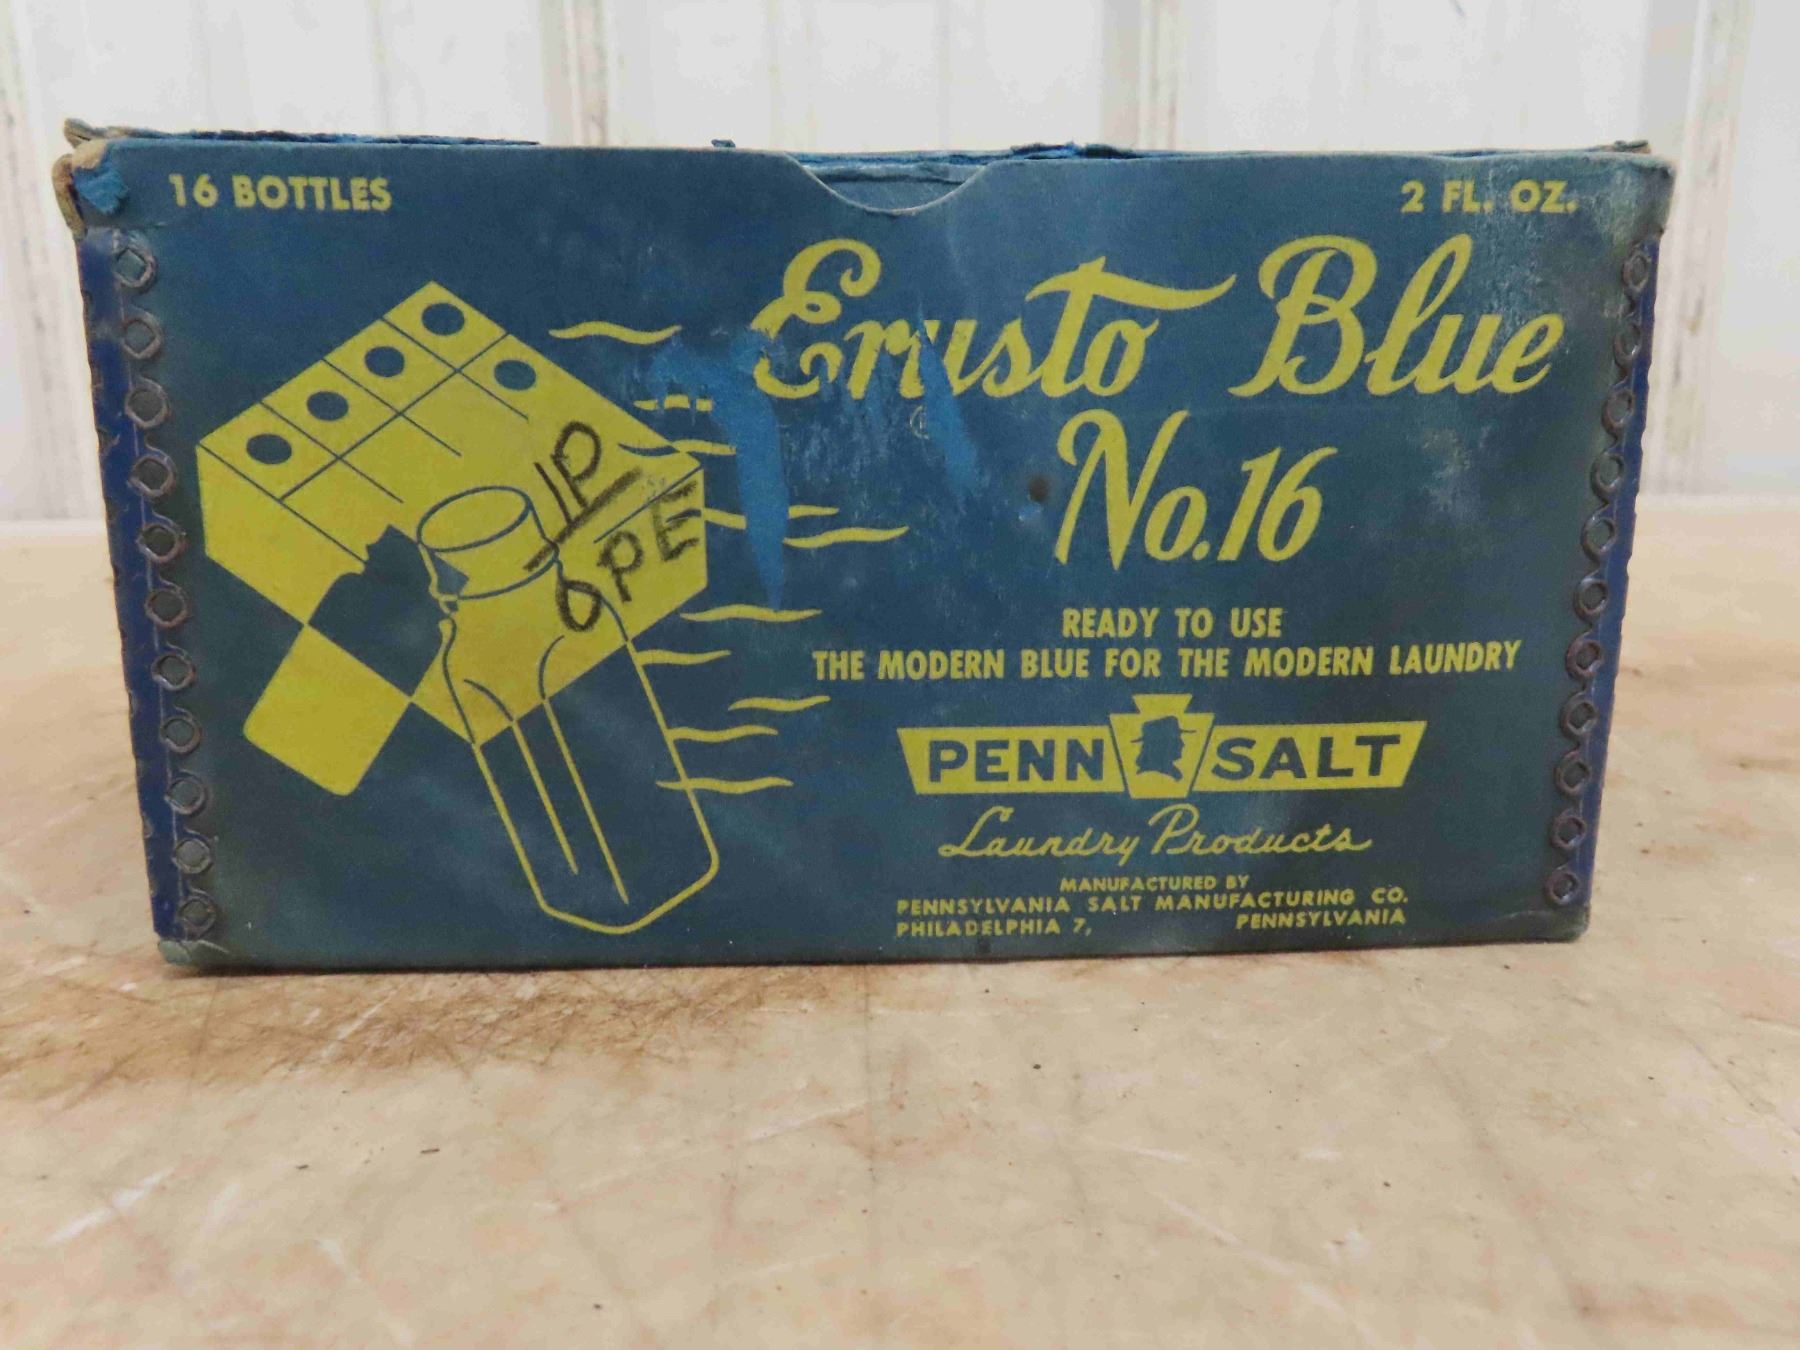 16 BOTTLES
2 FL. OZ.
Erusto Blue
No.16
1P
OPE
READY TO USE
THE MODERN BLUE FOR THE MODERN LAUNDRY
PENN SALT
Laundry Products
MANUFACTURED BY
PENNSYLVANIA SALT MANUFACTURING CO.
PHILADELPHIA 7, PENNSYLVANIA